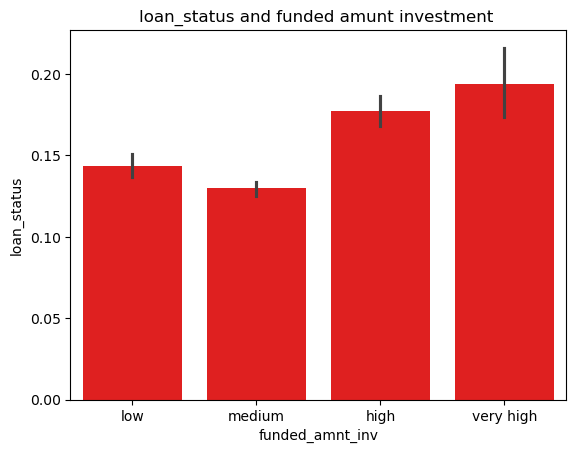 loan_status and funded amunt investment
loan_status
0.20
0.15
0.10
0.05
0.00
low medium high very high
funded_amnt_inv